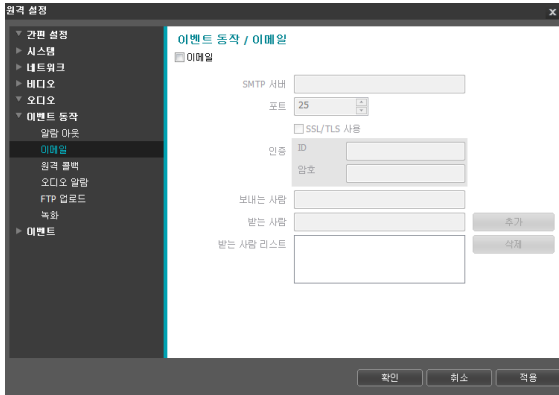 원격 설정
x
간편 설정
시스템
네트워크
비디오
오디오
이벤트 동작
알람 아웃
이메일
원격 콜백
오디오 알람
FTP 업로드
녹화
이벤트
이벤트 동작 / 이메일
이메일
SMTP 서버
포트 25
SSL/TLS 사용
인증 ID
암호
보내는 사람
받는 사람 추가
받는 사람 리스트 삭제
확인 취소 적용